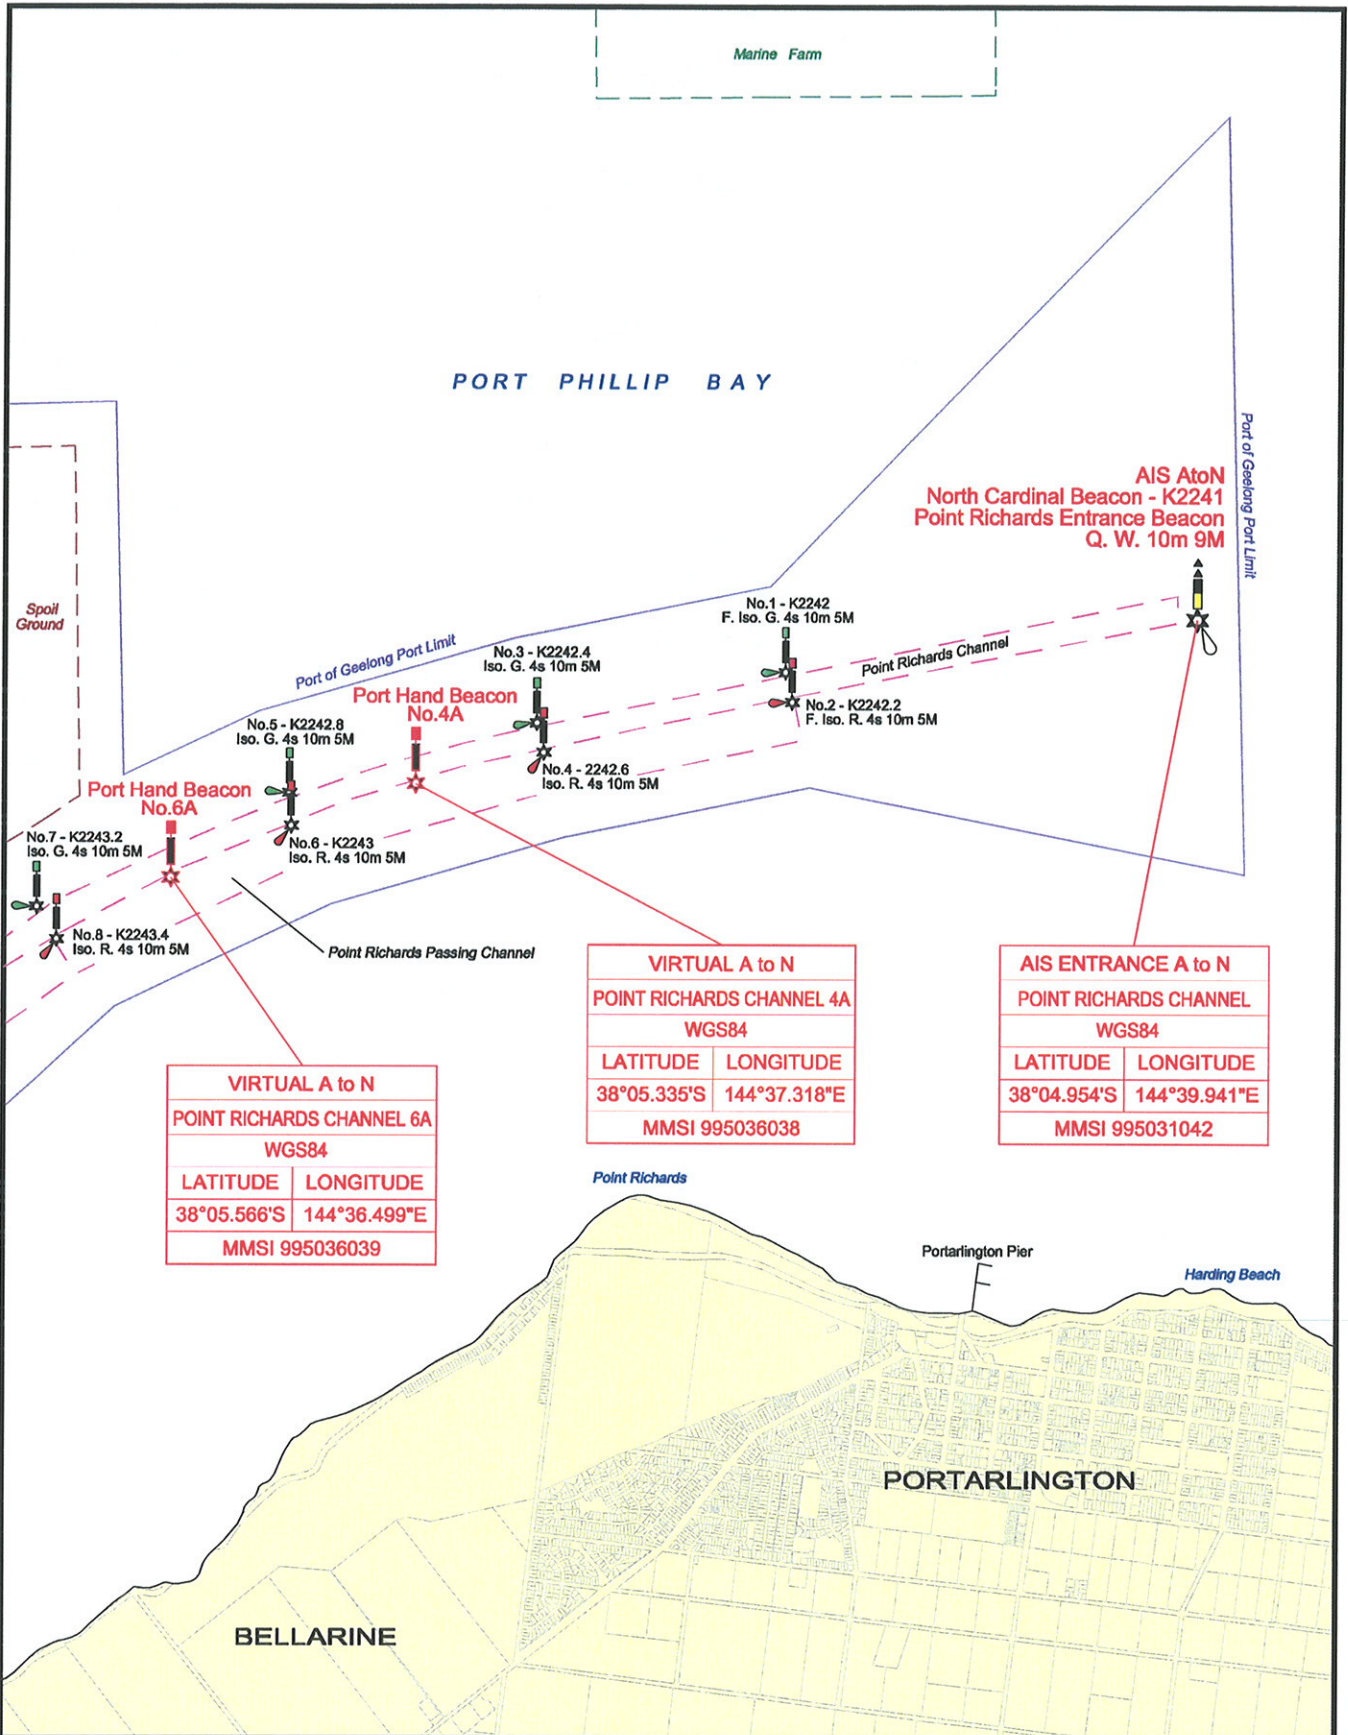 Marine Farm
PORT PHILLIP BAY
Port of Geelong Port Limit
AIS AtoN
North Cardinal Beacon - K2241
Point Richards Entrance Beacon
Q. W. 10m 9M
Spoil
Ground
Port of Geelong Port Limit
No.1 - K2242
F. Iso. G. 4s 10m 5M
Point Richards Channel
No.3 - K2242.4
Iso. G. 4s 10m 5M
Port Hand Beacon
No.4A
No.2 - K2242.2
F. Iso. R. 4s 10m 5M
No.5 - K2242.8
Iso. G. 4s 10m 5M
No.4 - 2242.6
Iso. R. 4s 10m 5M
Port Hand Beacon
No.6A
No.7 - K2243.2
Iso. G. 4s 10m 5M
No.6 - K2243
Iso. R. 4s 10m 5M
No.8 - K2243.4
Iso. R. 4s 10m 5M
Point Richards Passing Channel
VIRTUAL A to N
POINT RICHARDS CHANNEL 4A
WGS84
LATITUDE LONGITUDE
38°05.335'S 144°37.318"E
MMSI 995036038
AIS ENTRANCE A to N
POINT RICHARDS CHANNEL
WGS84
LATITUDE LONGITUDE
38°04.954'S 144°39.941"E
MMSI 995031042
VIRTUAL A to N
POINT RICHARDS CHANNEL 6A
WGS84
LATITUDE LONGITUDE
38°05.566'S 144°36.499"E
MMSI 995036039
Point Richards
Portarlington Pier
Harding Beach
PORTARLINGTON
BELLARINE